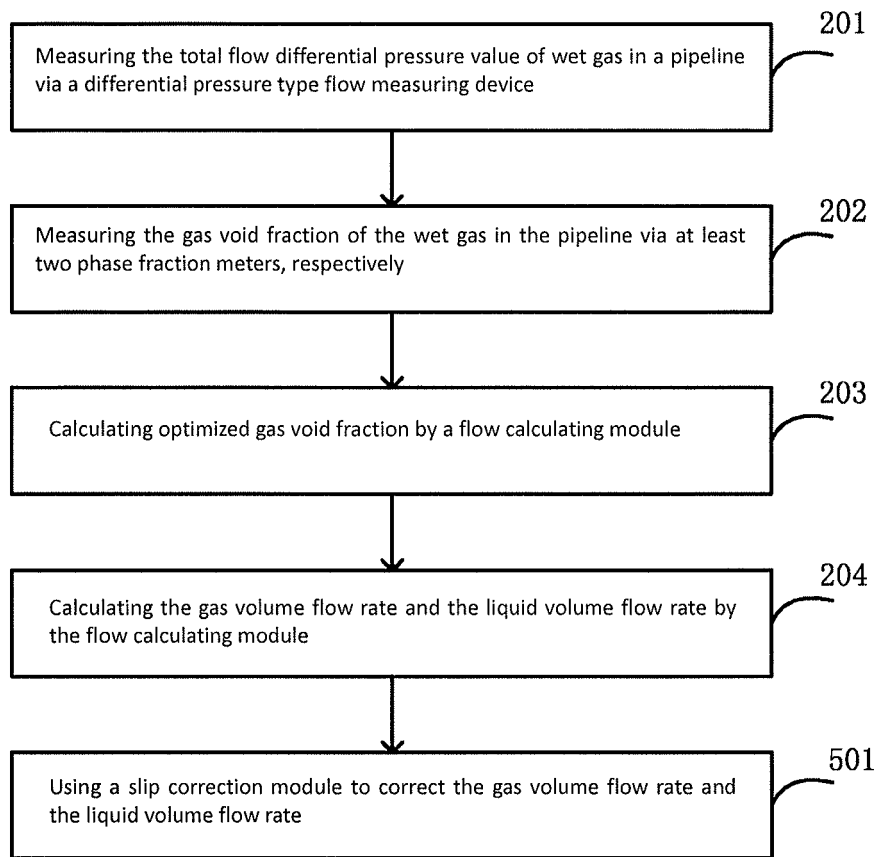 201
Measuring the total flow differential pressure value of wet gas in a pipeline
via a differential pressure type flow measuring device
202
Measuring the gas void fraction of the wet gas in the pipeline via at least
two phase fraction meters, respectively
203
Calculating optimized gas void fraction by a flow calculating module
204
Calculating the gas volume flow rate and the liquid volume flow rate by
the flow calculating module
501
Using a slip correction module to correct the gas volume flow rate and
the liquid volume flow rate